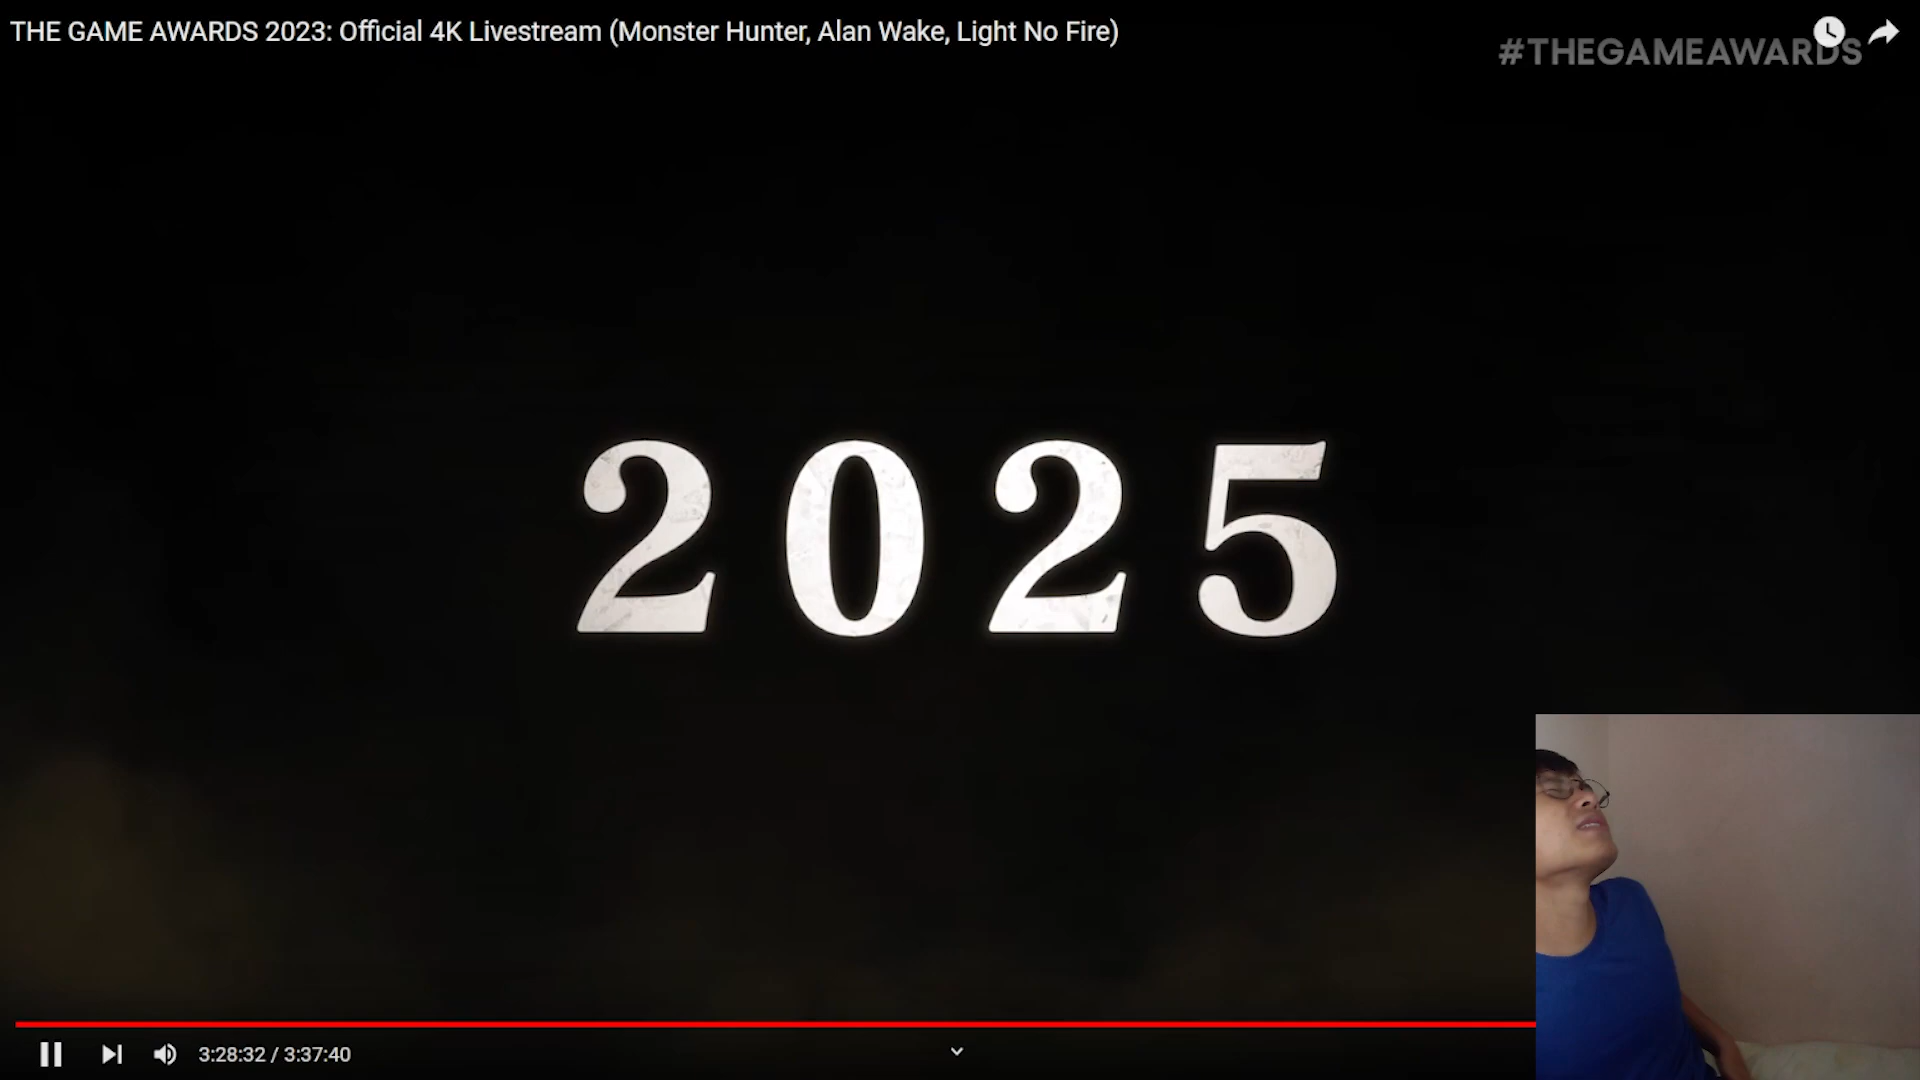 THE GAME AWARDS 2023: Official 4K Livestream (Monster Hunter, Alan Wake, Light No Fire)
#THEGAMEAWARDS
2025
3:28:32 / 3:37:40